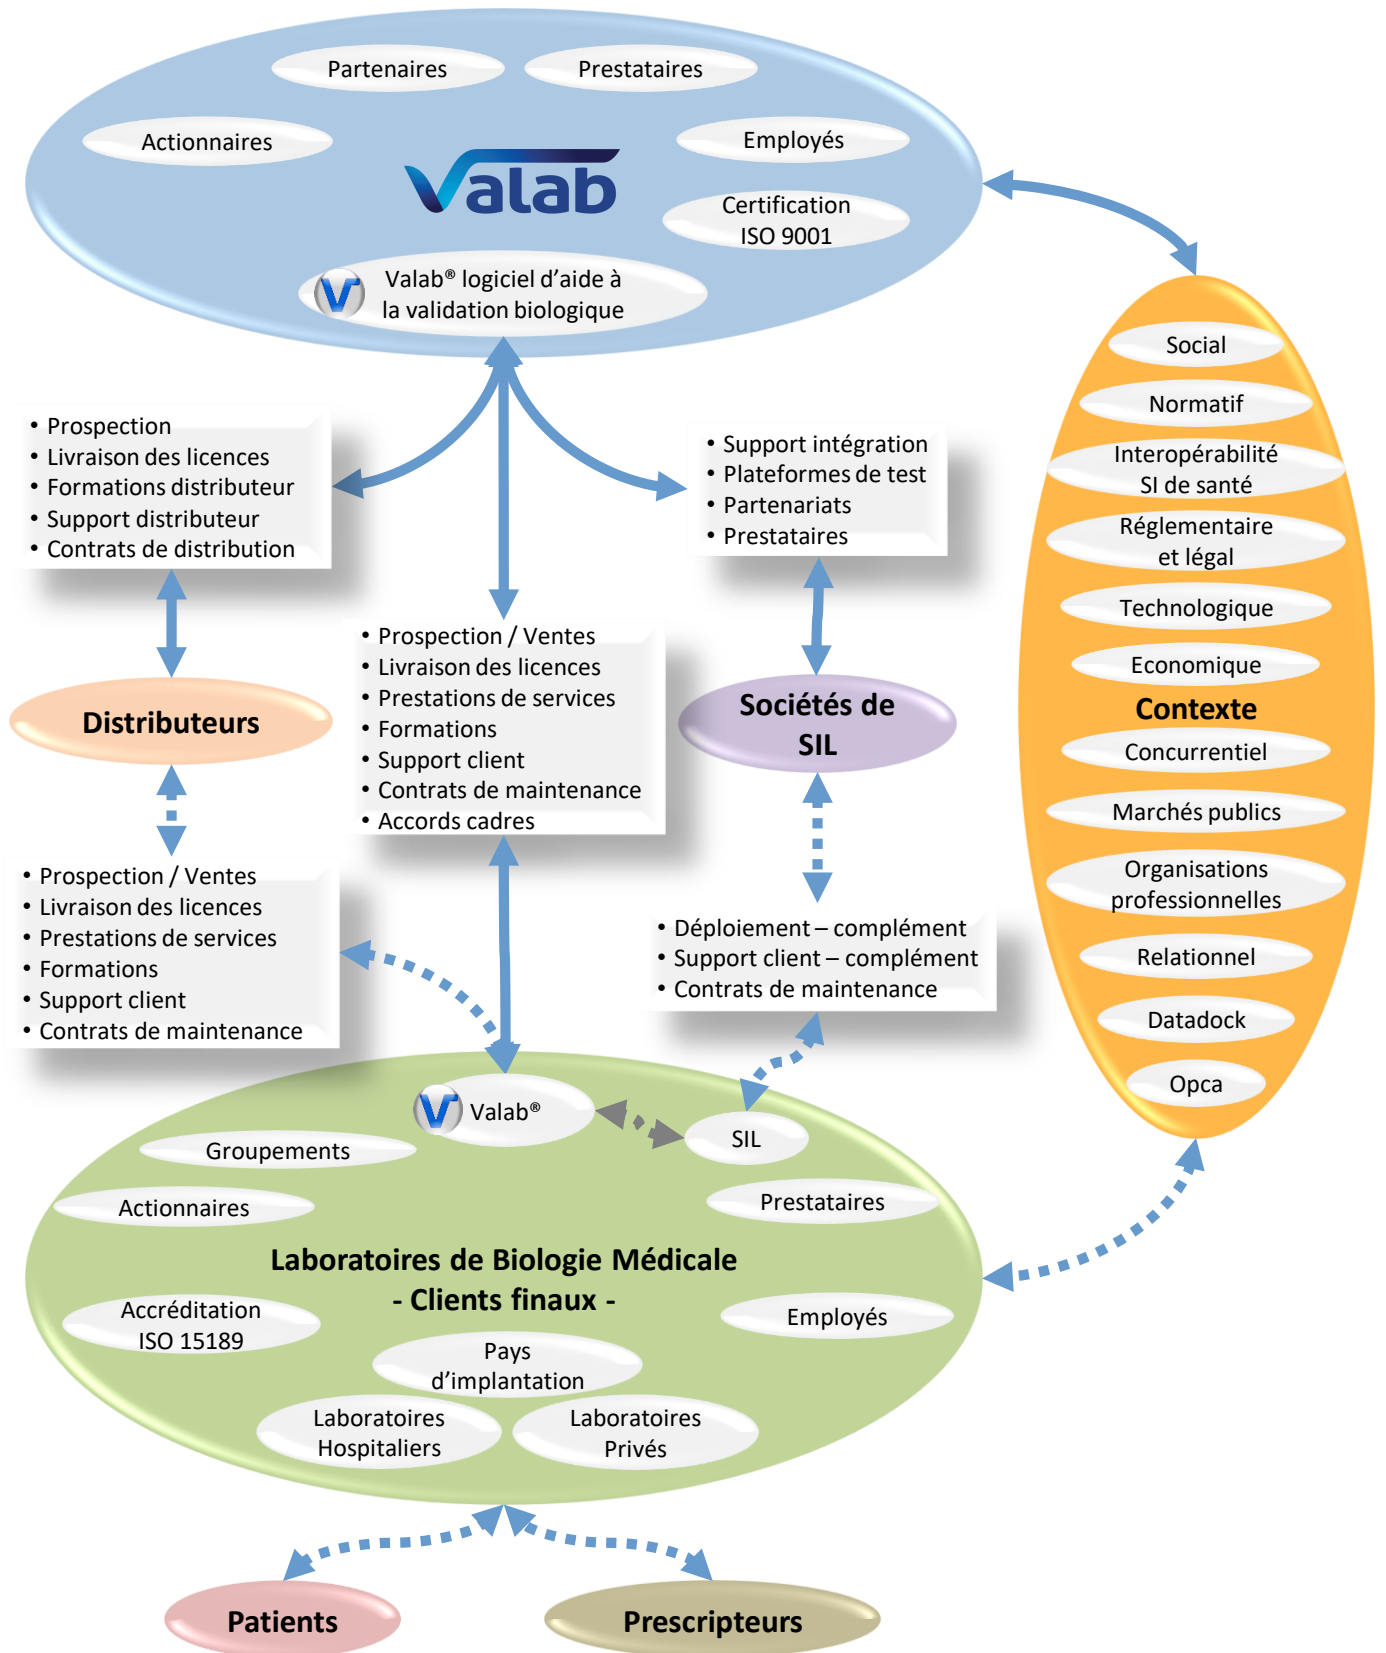 Partenaires
Prestataires
Actionnaires
Employés
Valab
Certification
ISO 9001
Valab® logiciel d'aide à
la validation biologique
• Prospection
• Livraison des licences
• Formations distributeur
• Support distributeur
• Contrats de distribution
• Support intégration
• Plateformes de test
• Partenariats
• Prestataires
• Prospection / Ventes
• Livraison des licences
• Prestations de services
• Formations
• Support client
• Contrats de maintenance
• Accords cadres
Distributeurs
Sociétés de
SIL
• Prospection / Ventes
• Livraison des licences
• Prestations de services
• Formations
• Support client
• Contrats de maintenance
• Déploiement – complément
• Support client – complément
• Contrats de maintenance
Social
Normatif
Interopérabilité
SI de santé
Réglementaire
et légal
Technologique
Economique
Contexte
Concurrentiel
Marchés publics
Organisations
professionnelles
Relationnel
Datadock
Opca
Valab®
SIL
Groupements
Actionnaires
Prestataires
Laboratoires de Biologie Médicale
- Clients finaux -
Accréditation
ISO 15189
Employés
Pays
d'implantation
Laboratoires
Hospitaliers
Laboratoires
Privés
Patients
Prescripteurs